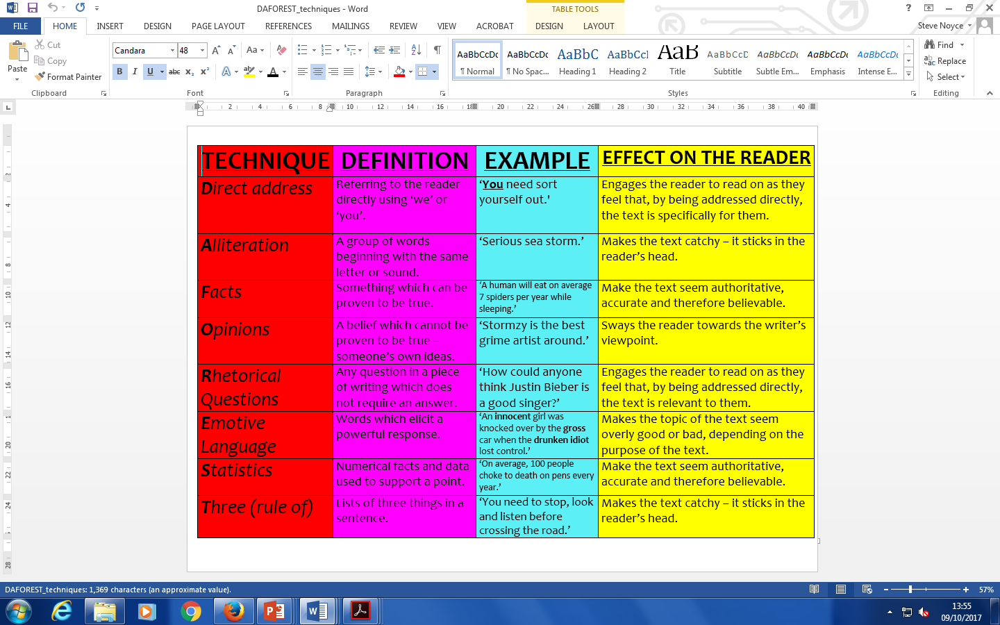 DAFOREST_techniques - Word
TABLE TOOLS
FILE
HOME
INSERT
DESIGN
PAGE LAYOUT
REFERENCES
MAILINGS
REVIEW
VIEW
ACROBAT
DESIGN
LAYOUT
Steve Noyce
Paste
Cut
Copy
Format Painter
Clipboard
Candara
48
Font
Paragraph
AaBbCcDc
¶ Normal
AaBbCcDc
¶ No Spac...
AaBbC
Heading 1
AaBbCcI
Heading 2
AaB
Title
AaBbCcD
Subtitle
AaBbCcDc
Subtle Em...
AaBbCcDc
Emphasis
AaBbCcDc
Intense E...
Styles
Find
Replace
Select
Editing
2 4 6 8 10 12 14 16 18 20 22 24 26 28 30 32 34 36 38 40
TECHNIQUE
DEFINITION
EXAMPLE
EFFECT ON THE READER
Direct address
Referring to the reader
directly using ‘we’ or
‘you’.
‘You need sort
yourself out.'
Engages the reader to read on as they
feel that, by being addressed directly,
the text is specifically for them.
Alliteration
A group of words
beginning with the same
letter or sound.
‘Serious sea storm.’
Makes the text catchy – it sticks in the
reader’s head.
Facts
Something which can be
proven to be true.
‘A human will eat on average
7 spiders per year while
sleeping.’
Make the text seem authoritative,
accurate and therefore believable.
Opinions
A belief which cannot be
proven to be true –
someone’s own ideas.
‘Stormzy is the best
grime artist around.’
Sways the reader towards the writer’s
viewpoint.
Rhetorical
Questions
Any question in a piece
of writing which does
not require an answer.
‘How could anyone
think Justin Bieber is
a good singer?’
Engages the reader to read on as they
feel that, by being addressed directly,
the text is relevant to them.
Emotive
Language
Words which elicit a
powerful response.
‘An innocent girl was
knocked over by the gross
car when the drunken idiot
lost control.’
Makes the topic of the text seem
overly good or bad, depending on the
purpose of the text.
Statistics
Numerical facts and data
used to support a point.
‘On average, 100 people
choke to death on pens every
year.’
Make the text seem authoritative,
accurate and therefore believable.
Three (rule of)
Lists of three things in a
sentence.
‘You need to stop, look
and listen before
crossing the road.’
Makes the text catchy – it sticks in the
reader’s head.
DAFOREST_techniques: 1,369 characters (an approximate value).
57%
13:55
09/10/2017